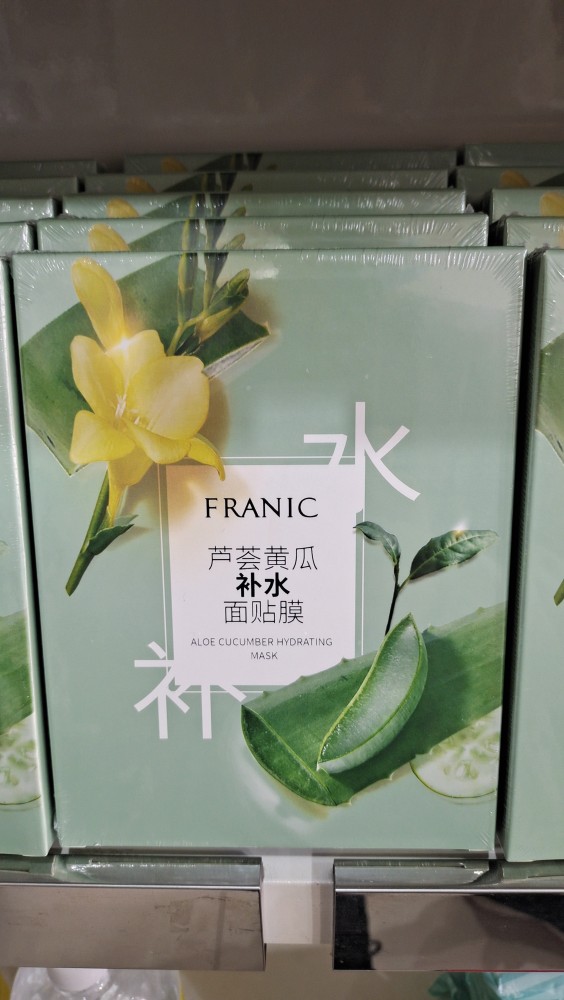 水
FRANIC
芦荟黄瓜
补水
面贴膜
ALOE CUCUMBER HYDRATING
MASK
补